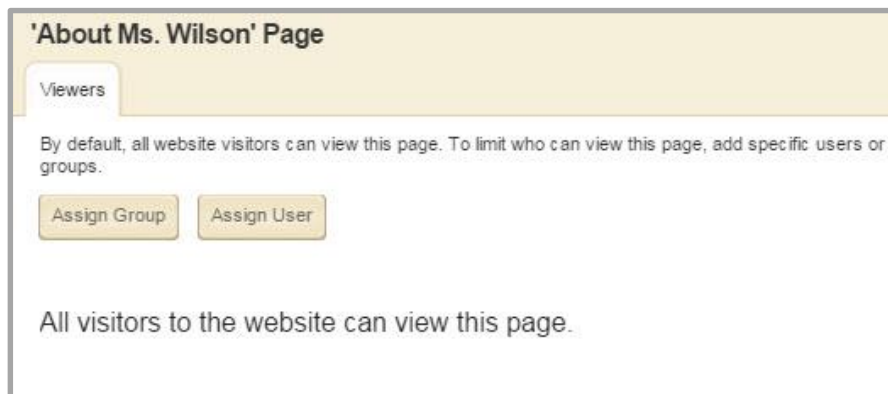 'About Ms. Wilson' Page
Viewers
By default, all website visitors can view this page. To limit who can view this page, add specific users or
groups.
Assign Group
Assign User
All visitors to the website can view this page.